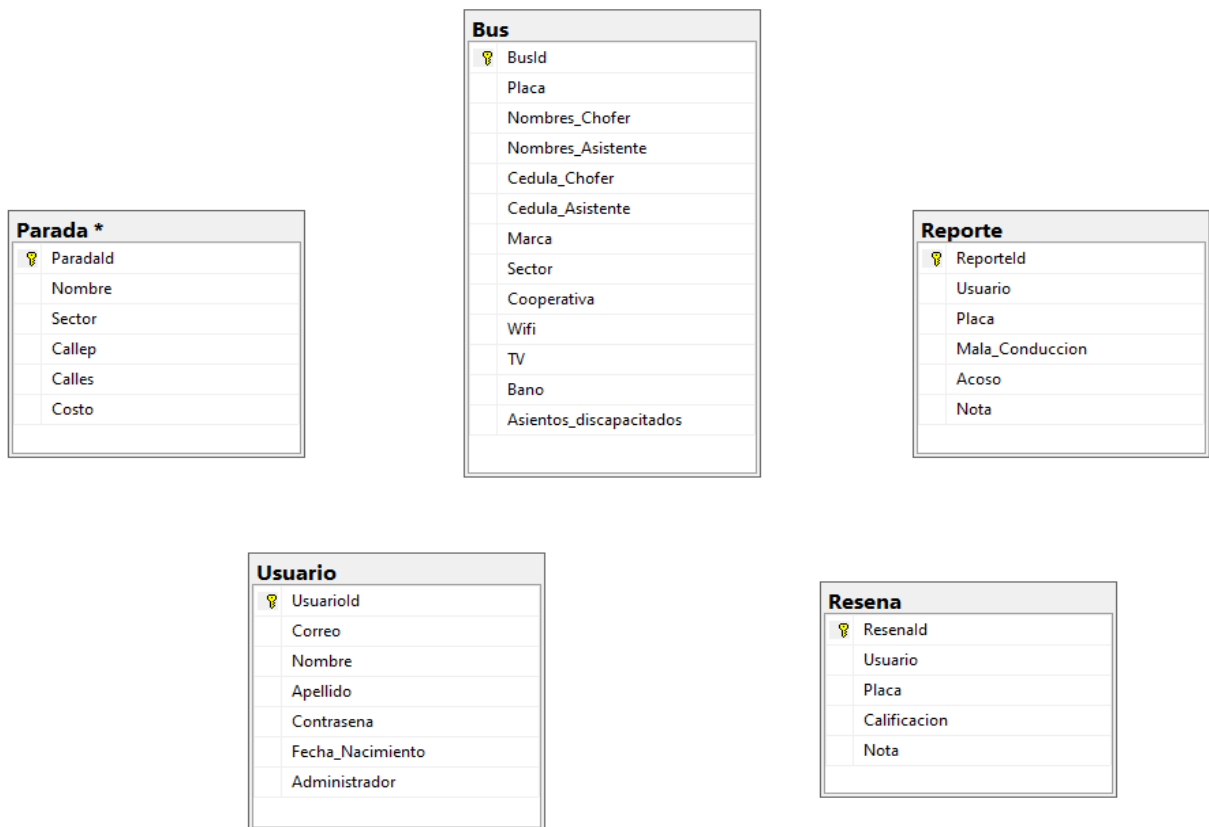 Bus
BusId
Placa
Nombres_Chofer
Nombres_Asistente
Cedula_Chofer
Cedula_Asistente
Marca
Sector
Cooperativa
Wifi
TV
Bano
Asientos_discapacitados
Parada *
ParadaId
Nombre
Sector
Callep
Calles
Costo
Reporte
ReporteId
Usuario
Placa
Mala_Conduccion
Acoso
Nota
Usuario
UsuarioId
Correo
Nombre
Apellido
Contrasena
Fecha_Nacimiento
Administrador
Resena
ResenaId
Usuario
Placa
Calificacion
Nota